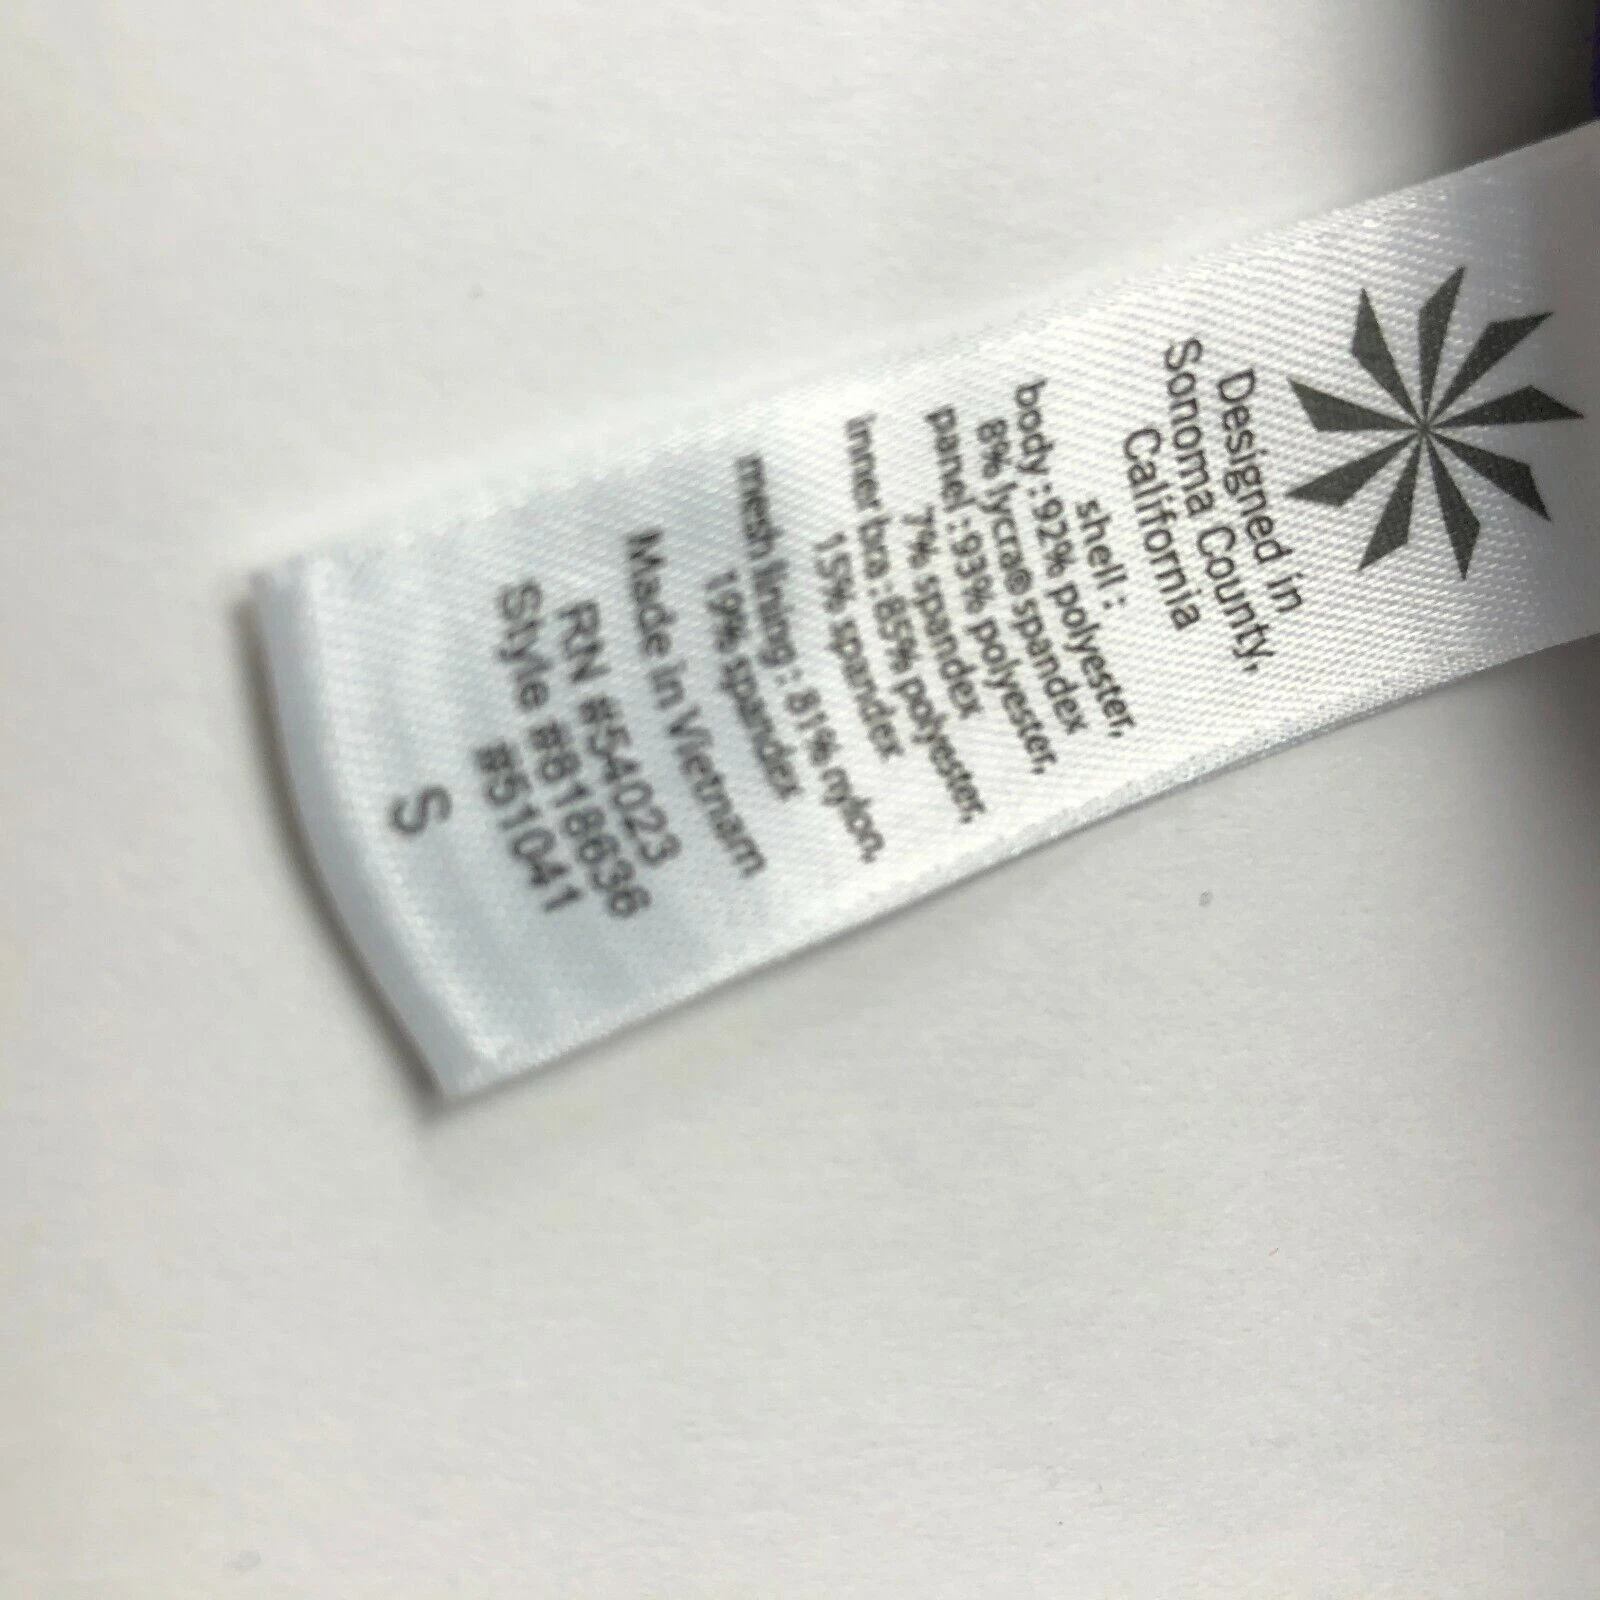 Designed in
Sonoma County,
California
shell :
body :92% polyester,
8% lycra® spandex
panel :93% polyester,
7% spandex
inner bra : 85% polyester,
15% spandex
mesh lining : 81% nylon,
19% spandex
Made in Vietnam
RN #54023
Style #818636
#51041
S